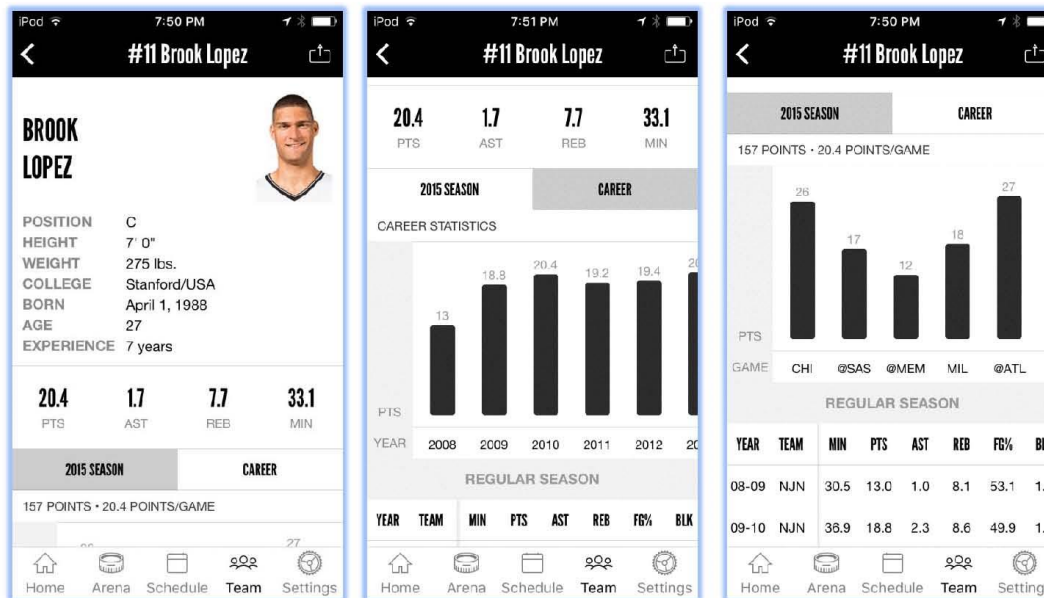 iPod 7:50 PM
#11 Brook Lopez
BROOK
LOPEZ
POSITION C
HEIGHT 7' 0"
WEIGHT 275 lbs.
COLLEGE Stanford/USA
BORN April 1, 1988
AGE 27
EXPERIENCE 7 years
20.4 1.7 7.7 33.1
PTS AST REB MIN
2015 SEASON CAREER
157 POINTS • 20.4 POINTS/GAME
27
Home Arena Schedule Team Settings
iPod 7:51 PM
#11 Brook Lopez
20.4 1.7 7.7 33.1
PTS AST REB MIN
2015 SEASON CAREER
CAREER STATISTICS
13 18.8 20.4 19.2 19.4
PTS
YEAR 2008 2009 2010 2011 2012
REGULAR SEASON
YEAR TEAM MIN PTS AST REB FG% BLK
Home Arena Schedule Team Settings
iPod 7:50 PM
#11 Brook Lopez
2015 SEASON CAREER
157 POINTS • 20.4 POINTS/GAME
26 17 12 18 27
PTS
GAME CHI @SAS @MEM MIL @ATL
REGULAR SEASON
YEAR TEAM MIN PTS AST REB FG%
08-09 NJN 30.5 13.0 1.0 8.1 53.1
09-10 NJN 36.9 18.8 2.3 8.6 49.9
Home Arena Schedule Team Setting